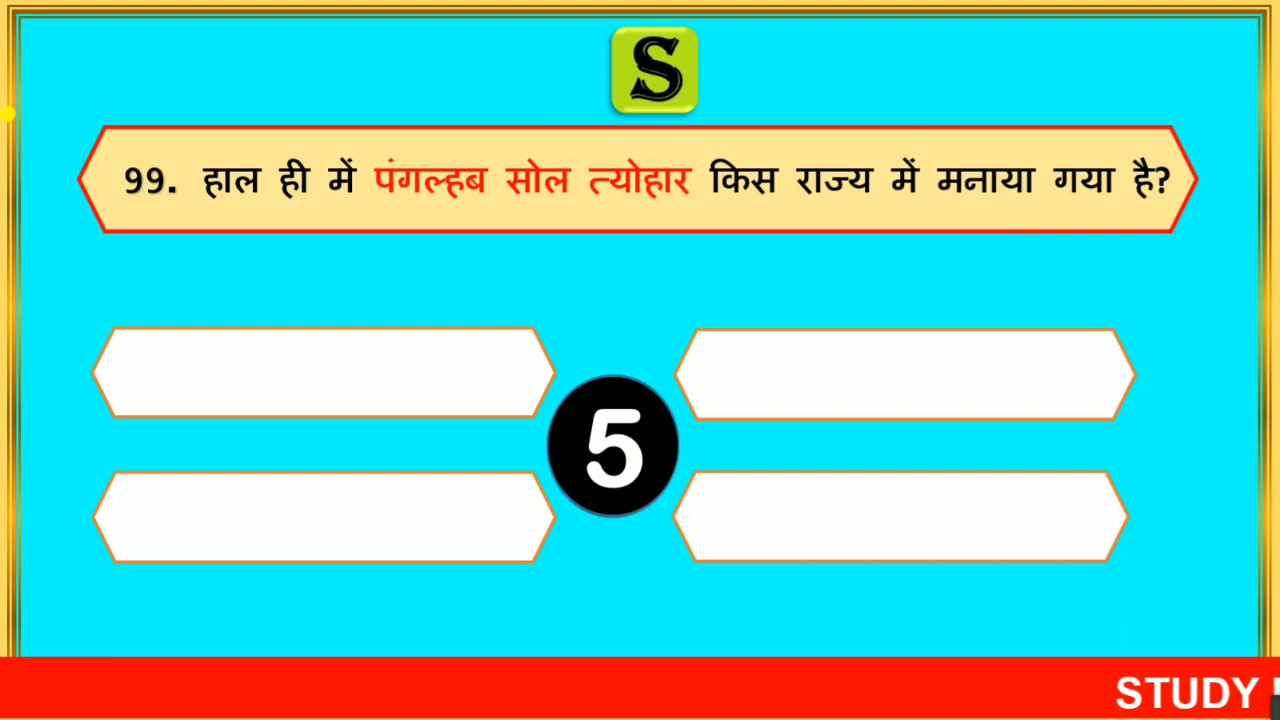 S
99. हाल ही में पंगल्हब सोल त्योहार किस राज्य में मनाया गया है?
5
STUDY